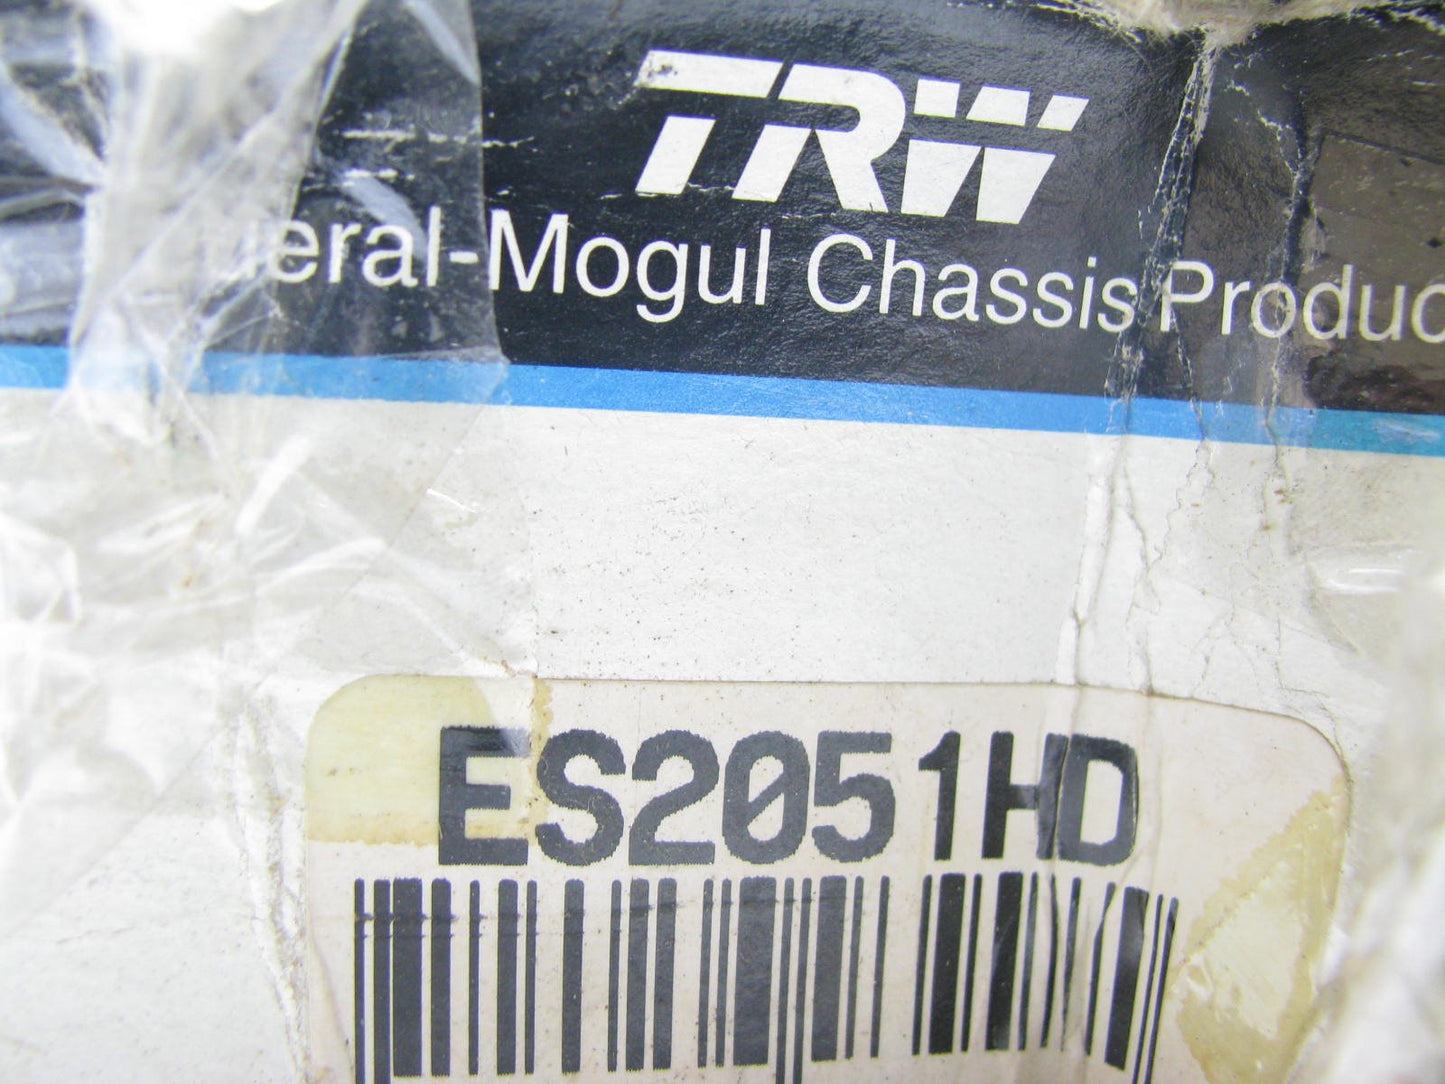 TRW
eral-Mogul Chassis Produc
ES2051HD